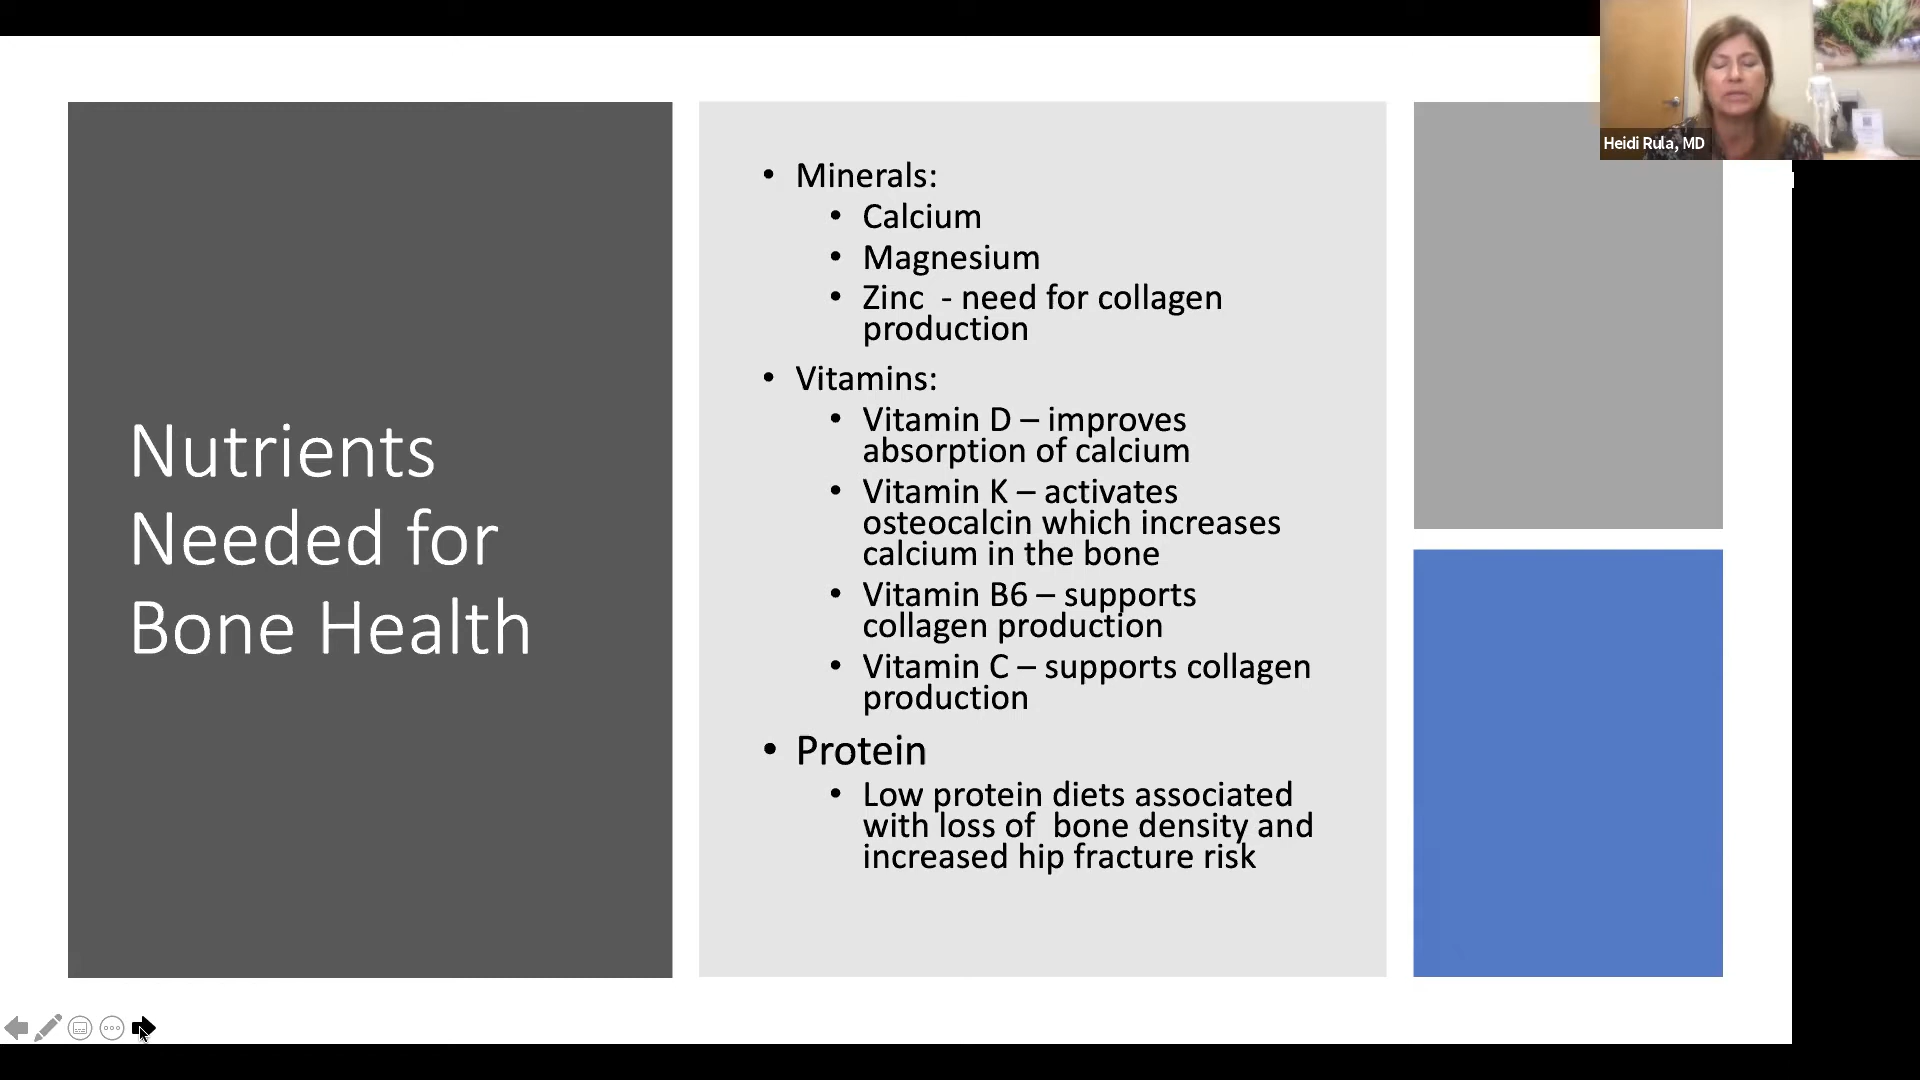 Heidi Rula, MD
Nutrients
Needed for
Bone Health
• Minerals:
• Calcium
• Magnesium
• Zinc  - need for collagen
production
• Vitamins:
• Vitamin D – improves
absorption of calcium
• Vitamin K – activates
osteocalcin which increases
calcium in the bone
• Vitamin B6 – supports
collagen production
• Vitamin C – supports collagen
production
• Protein
• Low protein diets associated
with loss of  bone density and
increased hip fracture risk